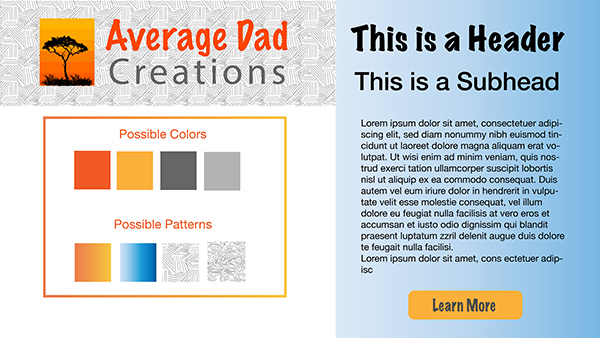 Average Dad
Creations
Possible Colors
Possible Patterns
This is a Header
This is a Subhead
Lorem ipsum dolor sit amet, consectetuer adipi-
scing elit, sed diam nonummy nibh euismod tin-
cidunt ut laoreet dolore magna aliquam erat vo-
lutpat. Ut wisi enim ad minim veniam, quis nos-
trud exerci tation ullamcorper suscipit lobortis
nisl ut aliquip ex ea commodo consequat. Duis
autem vel eum iriure dolor in hendrerit in vulpu-
tate velit esse molestie consequat, vel illum
dolore eu feugiat nulla facilisis at vero eros et
accumsan et iusto odio dignissim qui blandit
praesent luptatum zzril delenit augue duis dolore
te feugait nulla facilisi.
Lorem ipsum dolor sit amet, cons ectetuer adip-
isc
Learn More